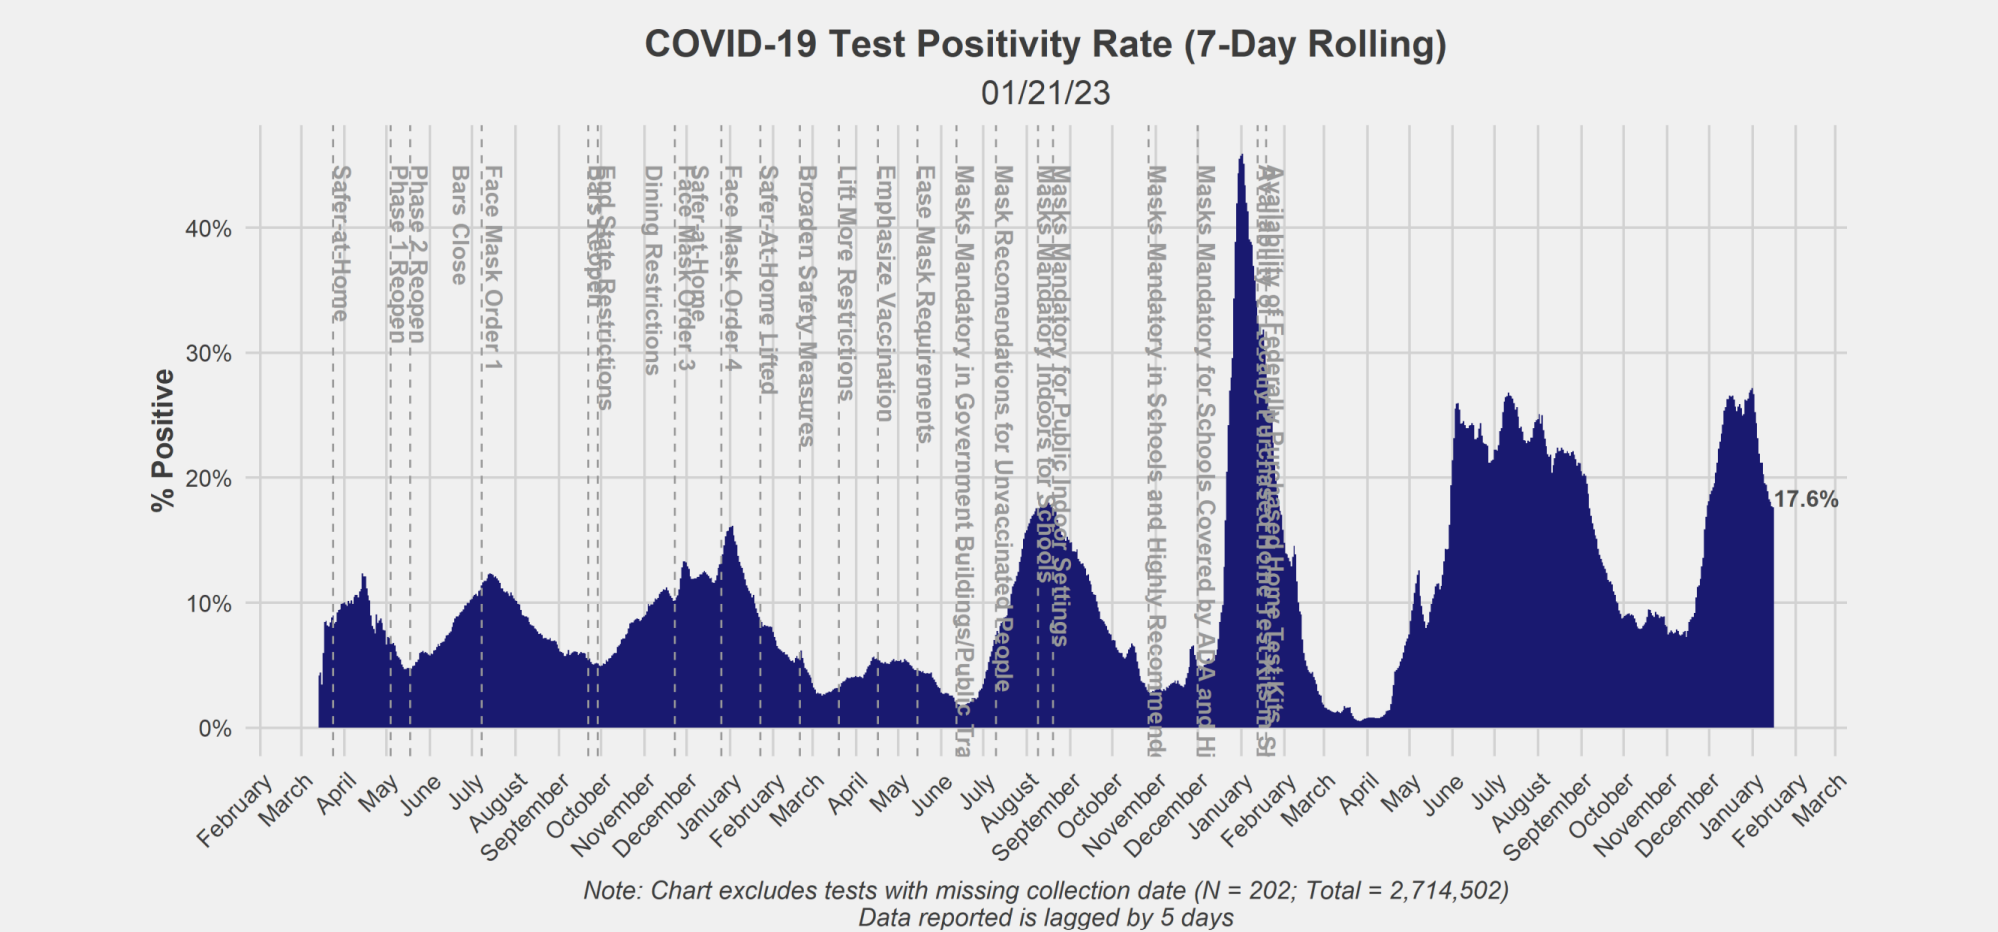 COVID-19 Test Positivity Rate (7-Day Rolling)
01/21/23
% Positive
40%
30%
20%
10%
0%
Safer-at-Home
Phase 1 Reopen
Phase 2 Reopen
Bars Close
Face Mask Order 1
Bars Reopen
End State Restrictions
Dining Restrictions
Face Mask Order 3
Safer-at-Home
Face Mask Order 4
Safer-At-Home Lifted
Broaden Safety Measures
Lift More Restrictions
Emphasize Vaccination
Ease Mask Requirements
Masks Mandatory in Government Buildings/Public Tra
Mask Recomendations for Unvaccinated People
Masks Mandatory Indoors for Schools
Masks Mandatory for Public Indoor Settings
Masks Mandatory in Schools and Highly Recommende
Masks Mandatory for Schools Covered by ADA and Hi
Availability of Federally Purchased Home Test Kits
17.6%
February
March
April
May
June
July
August
September
October
November
December
January
February
March
April
May
June
July
August
September
October
November
December
January
February
March
April
May
June
July
August
September
October
November
December
January
February
March
Note: Chart excludes tests with missing collection date (N = 202; Total = 2,714,502)
Data reported is lagged by 5 days